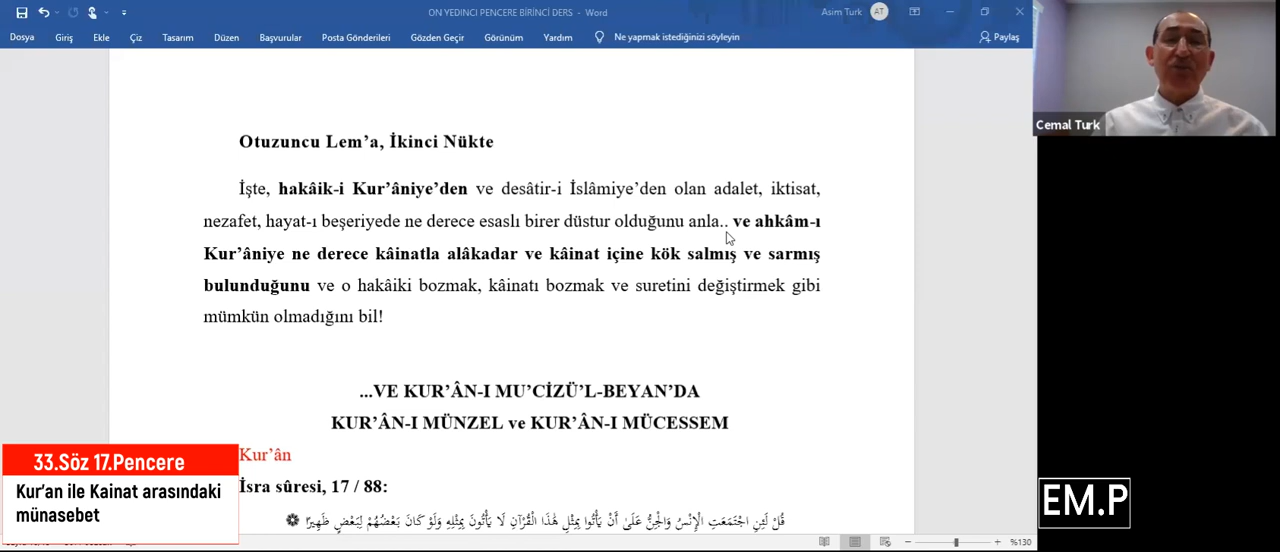 ON YEDINCI PENCERE BİRİNCİ DERS - Word
Asim Turk
AT
Dosya Giriş Ekle Çiz Tasarım Düzen Başvurular Posta Gönderileri Gözden Geçir Görünüm Yardım Ne yapmak istediğinizi söyleyin Paylaş
Cemal Turk
Otuzuncu Lem’a, İkinci Nükte
İşte, hakâik-i Kur’âniye’den ve desâtir-i İslâmiye’den olan adalet, iktisat,
nezafet, hayat-ı beşeriyede ne derece esaslı birer düstur olduğunu anla.. ve ahkâm-ı
Kur’âniye ne derece kâinatla alâkadar ve kâinat içine kök salmış ve sarmış
bulunduğunu ve o hakâiki bozmak, kâinatı bozmak ve suretini değiştirmek gibi
mümkün olmadığını bil!
...VE KUR’ÂN-I MU’CİZÜ’L-BEYAN’DA
KUR’ÂN-I MÜNZEL ve KUR’ÂN-I MÜCESSEM
Kur’ân
İsra sûresi, 17 / 88:
قُلْ لَئِنِ اجْتَمَعَتِ الْإِنْسُ وَالْجِنُّ عَلَىٰ أَنْ يَأْتُوا بِمِثْلِ هَٰذَا الْقُرْآنِ لَا يَأْتُونَ بِمِثْلِهِ وَلَوْ كَانَ بَعْضُهُمْ لِبَعْضٍ ظَهِيرًا
33.Söz 17.Pencere
Kur’an ile Kainat arasındaki
münasebet
EM.P
%130